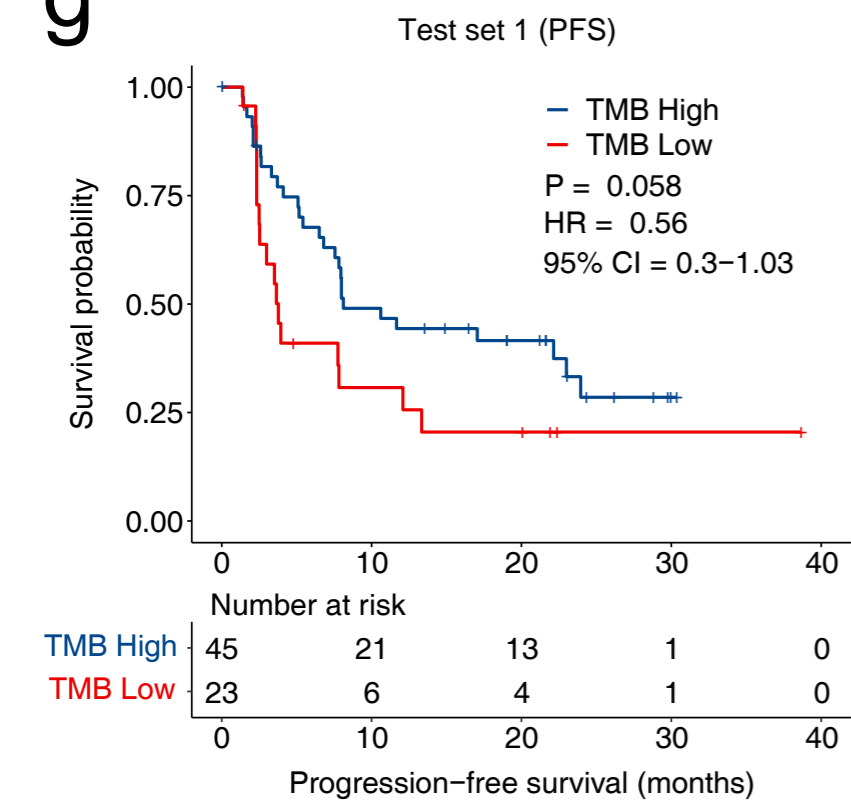 g
Test set 1 (PFS)
Survival probability
1.00
0.75
0.50
0.25
0.00
TMB High
TMB Low
P = 0.058
HR = 0.56
95% CI = 0.3−1.03
0 10 20 30 40
Number at risk
TMB High 45 21 13 1 0
TMB Low 23 6 4 1 0
0 10 20 30 40
Progression−free survival (months)